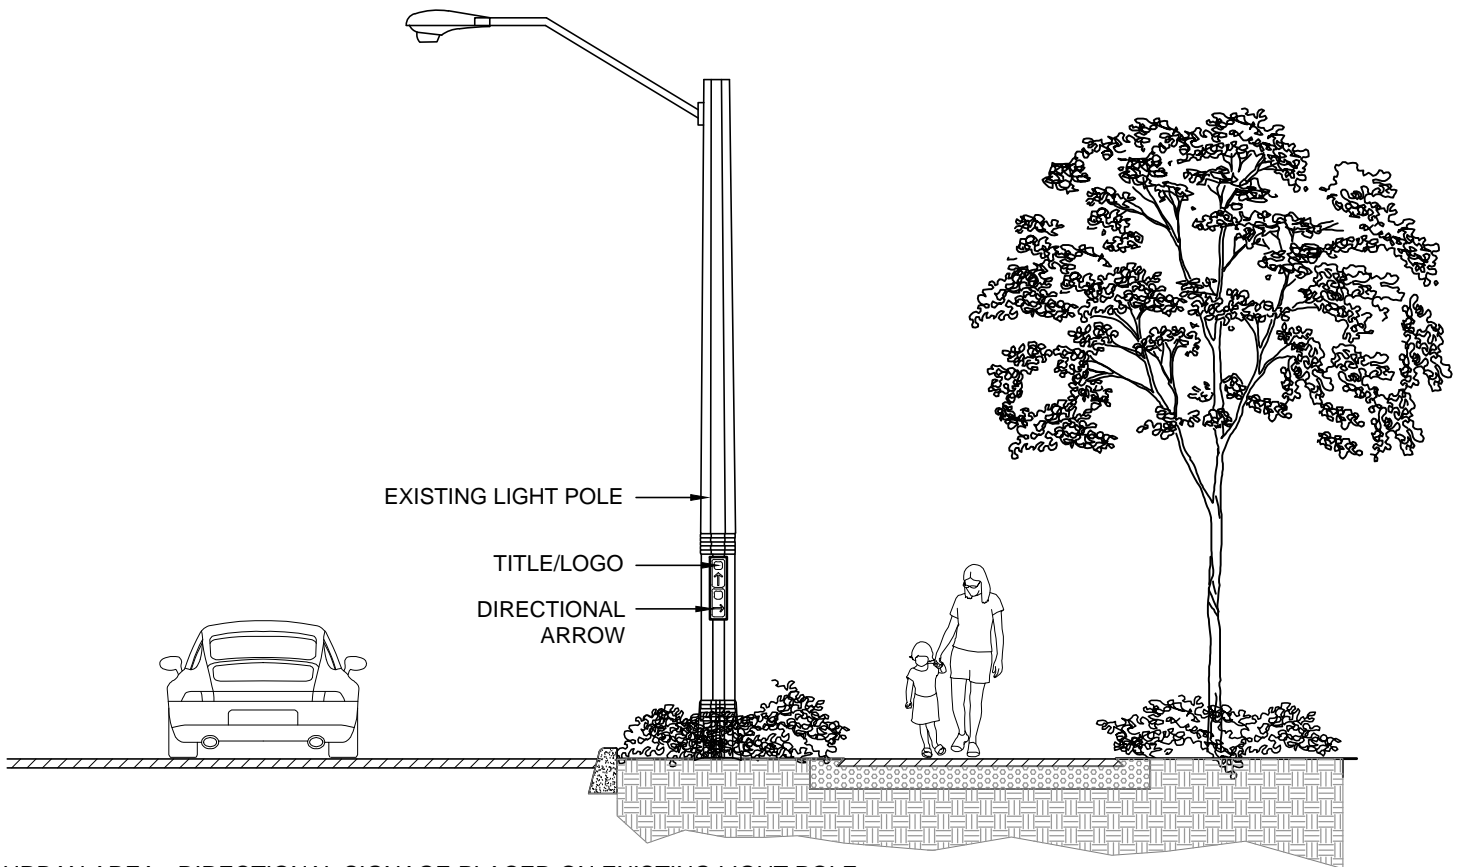 EXISTING LIGHT POLE
TITLE/LOGO
DIRECTIONAL
ARROW
URBAN AREA - DIRECTIONAL SIGNAGE PLACED ON EXISTING LIGHT POLE